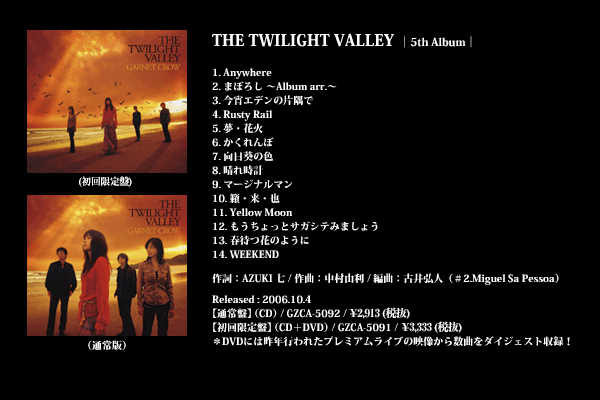 THE TWILIGHT VALLEY | 5th Album |
THE
TWILIGHT
VALLEY
GARNET CROW
(初回限定盤)
THE
TWILIGHT
VALLEY
GARNET CROW
(通常版)
1. Anywhere
2. まぼろし ～Album arr.～
3. 今宵エデンの片隅で
4. Rusty Rail
5. 夢・花火
6. かくれんぼ
7. 向日葵の色
8. 晴れ時計
9. マージナルマン
10. 籟・来・也
11. Yellow Moon
12. もうちょっとサガシテみましょう
13. 春待つ花のように
14. WEEKEND
作詞：AZUKI 七 / 作曲：中村由利 / 編曲：古井弘人（＃2.Miguel Sa Pessoa）
Released : 2006.10.4
【通常盤】(CD) / GZCA-5092 / ¥2,913 (税抜)
【初回限定盤】(CD＋DVD) / GZCA-5091 / ¥3,333 (税抜)
＊DVDには昨年行われたプレミアムライブの映像から数曲をダイジェスト収録！